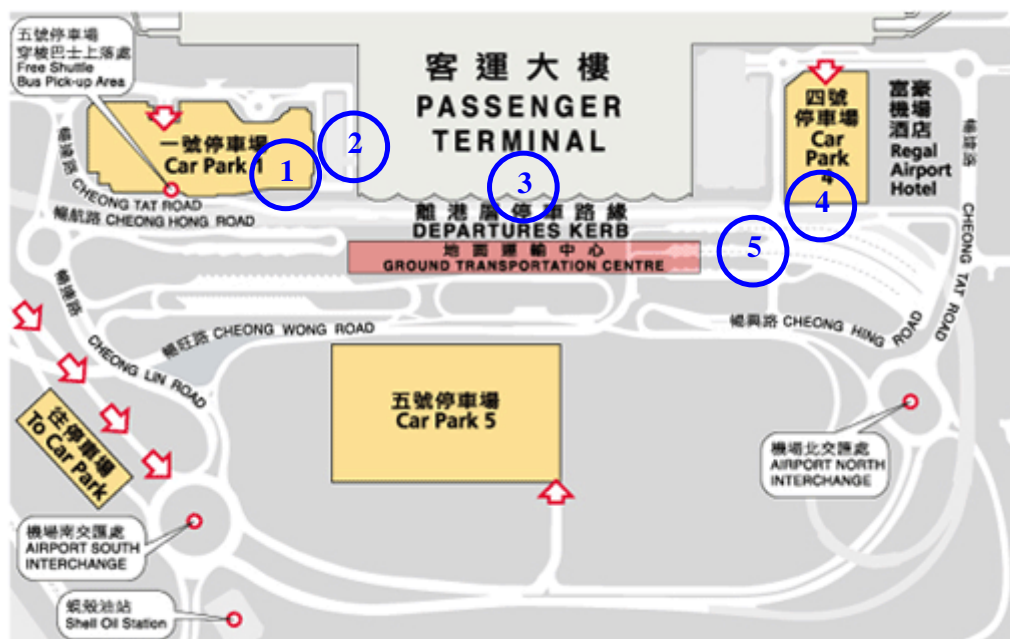 五號停車場
穿梭巴士上落處
Free Shuttle
Bus Pick-up Area
客運大樓
PASSENGER
TERMINAL
一號停車場
Car Park 1
1
2
3
四號
停車場
Car
Park
4
4
富豪
機場
酒店
Regal
Airport
Hotel
暢達路 CHEONG TAT ROAD
暢航路 CHEONG HONG ROAD
離港層停車路緣
DEPARTURES KERB
地面運輸中心
GROUND TRANSPORTATION CENTRE
5
暢達路
CHEONG TAT ROAD
暢連路
CHEONG LIN ROAD
暢旺路 CHEONG WONG ROAD
暢興路 CHEONG HING ROAD
五號停車場
Car Park 5
往停車場
To Car Park
機場北交匯處
AIRPORT NORTH
INTERCHANGE
機場南交匯處
AIRPORT SOUTH
INTERCHANGE
蜆殼油站
Shell Oil Station